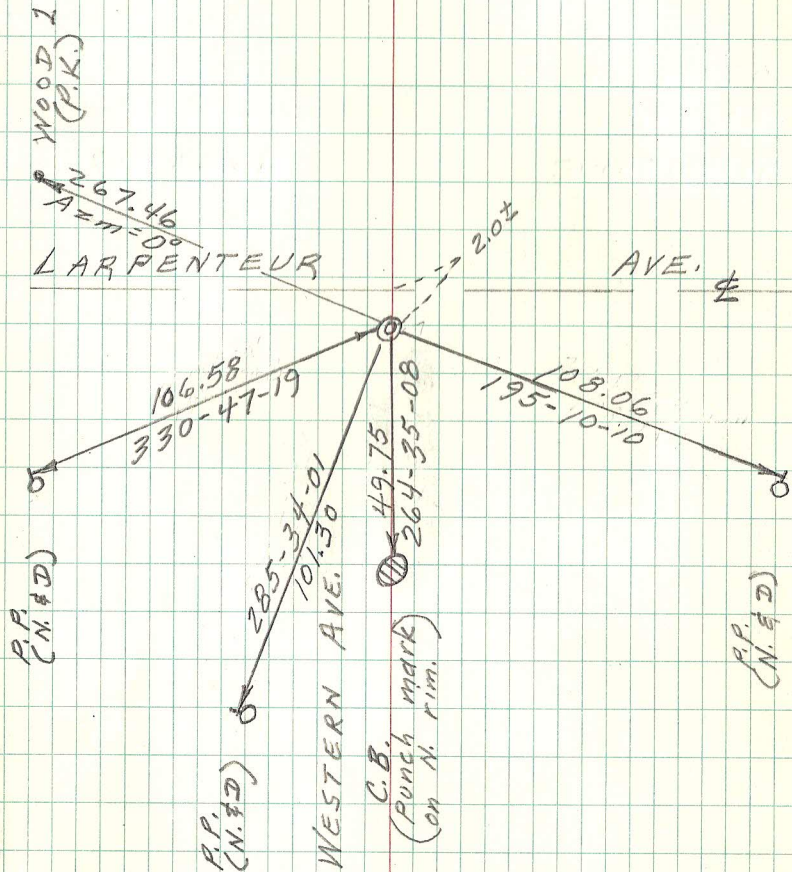 WOOD 2
(P.K.)
267.46
Azm=0°
2.0±
LARPENTEUR AVE. ℄
106.58
330-47-19
108.06
195-10-10
49.75
264-35-08
285-34-01
101.30
WESTERN AVE.
P.P.
(N.&D)
P.P.
(N.&D)
C.B.
(Punch mark
on N. rim.)
P.P.
(N.&D)